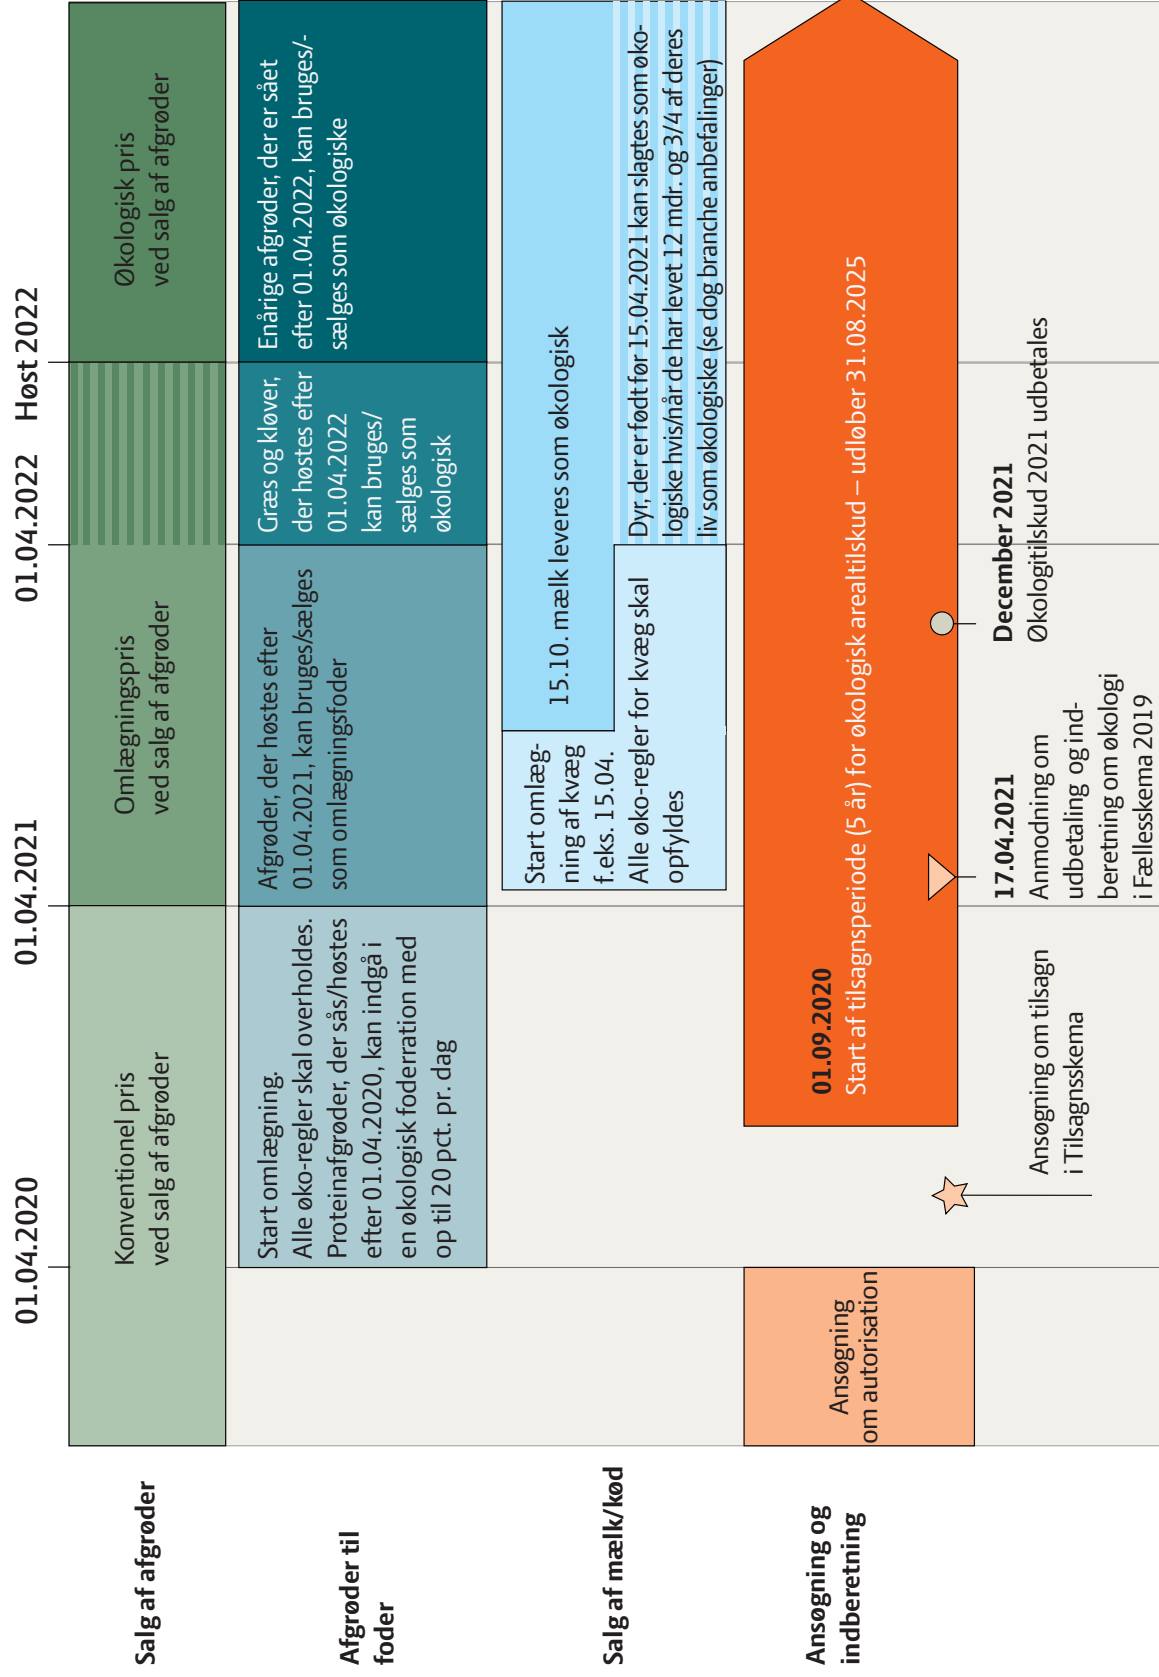 01.04.2020
01.04.2021
01.04.2022
Høst 2022
Salg af afgrøder
Konventionel pris
ved salg af afgrøder
Omlægningspris
ved salg af afgrøder
Økologisk pris
ved salg af afgrøder
Afgrøder til
foder
Start omlægning.
Alle øko-regler skal overholdes.
Proteinafgrøder, der sås/høstes
efter 01.04.2020, kan indgå i
en økologisk foderration med
op til 20 pct. pr. dag
Afgrøder, der høstes efter
01.04.2021, kan bruges/sælges
som omlægningsfoder
Græs og kløver,
der høstes efter
01.04.2022
kan bruges/
sælges som
økologisk
Enårige afgrøder, der er sået
efter 01.04.2022, kan bruges/-
sælges som økologiske
Salg af mælk/kød
Start omlæg-
ning af kvæg
f.eks. 15.04.
Alle øko-regler for kvæg skal
opfyldes
15.10. mælk leveres som økologisk
Dyr, der er født før 15.04.2021 kan slagtes som øko-
logiske hvis/når de har levet 12 mdr. og 3/4 af deres
liv som økologiske (se dog branche anbefalinger)
Ansøgning og
indberetning
Ansøgning
om autorisation
01.09.2020
Start af tilsagnsperiode (5 år) for økologisk arealtilskud – udløber 31.08.2025
Ansøgning om tilsagn
i Tilsagnsskema
17.04.2021
Anmodning om
udbetaling og ind-
beretning om økologi
i Fællesskema 2019
December 2021
Økologitilskud 2021 udbetales